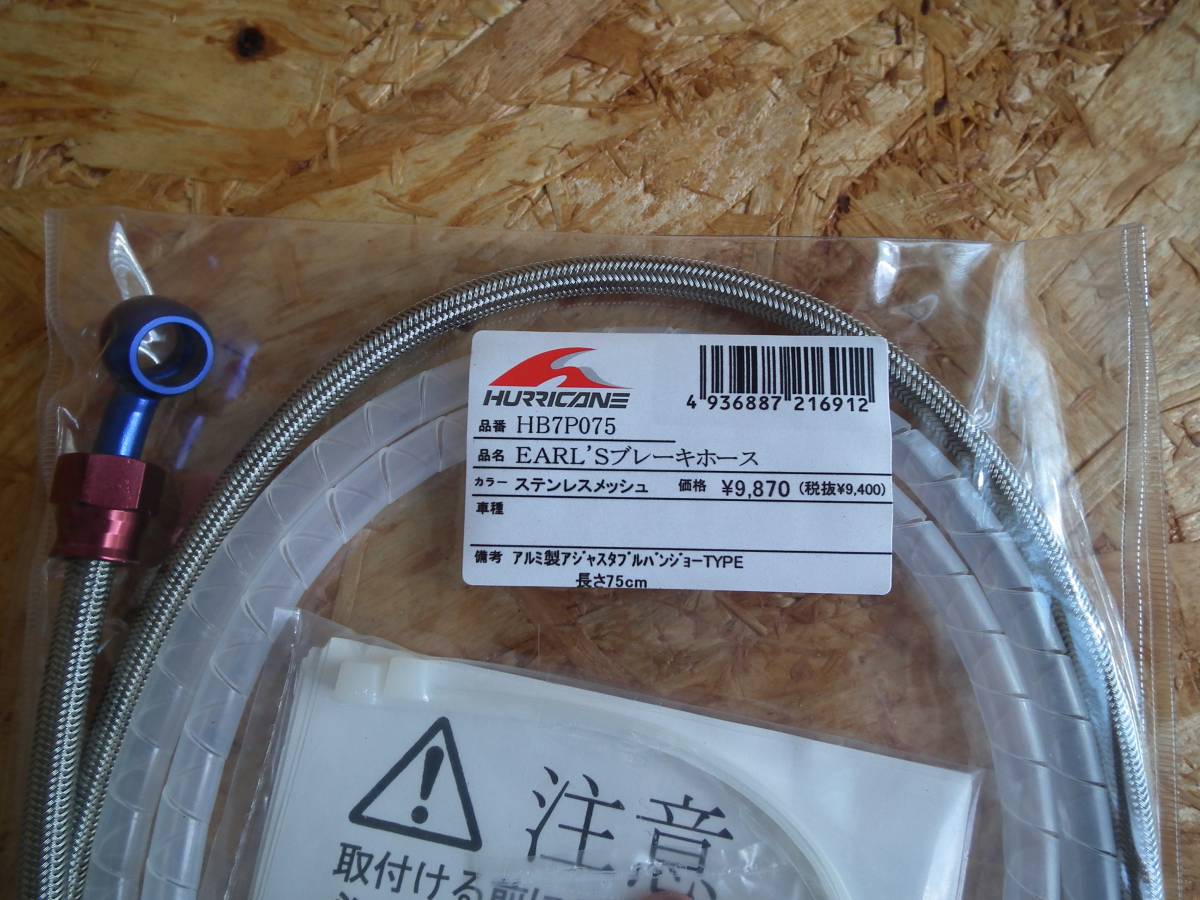 HURRICANE
4 936887 216912
品番 HB7P075
品名 EARL'Sブレーキホース
カラー ステンレスメッシュ 価格 ¥9,870 (税抜¥9,400)
車種
備考 アルミ製アジャスタブルバンジョーTYPE
長さ75cm
注意
取付ける前に